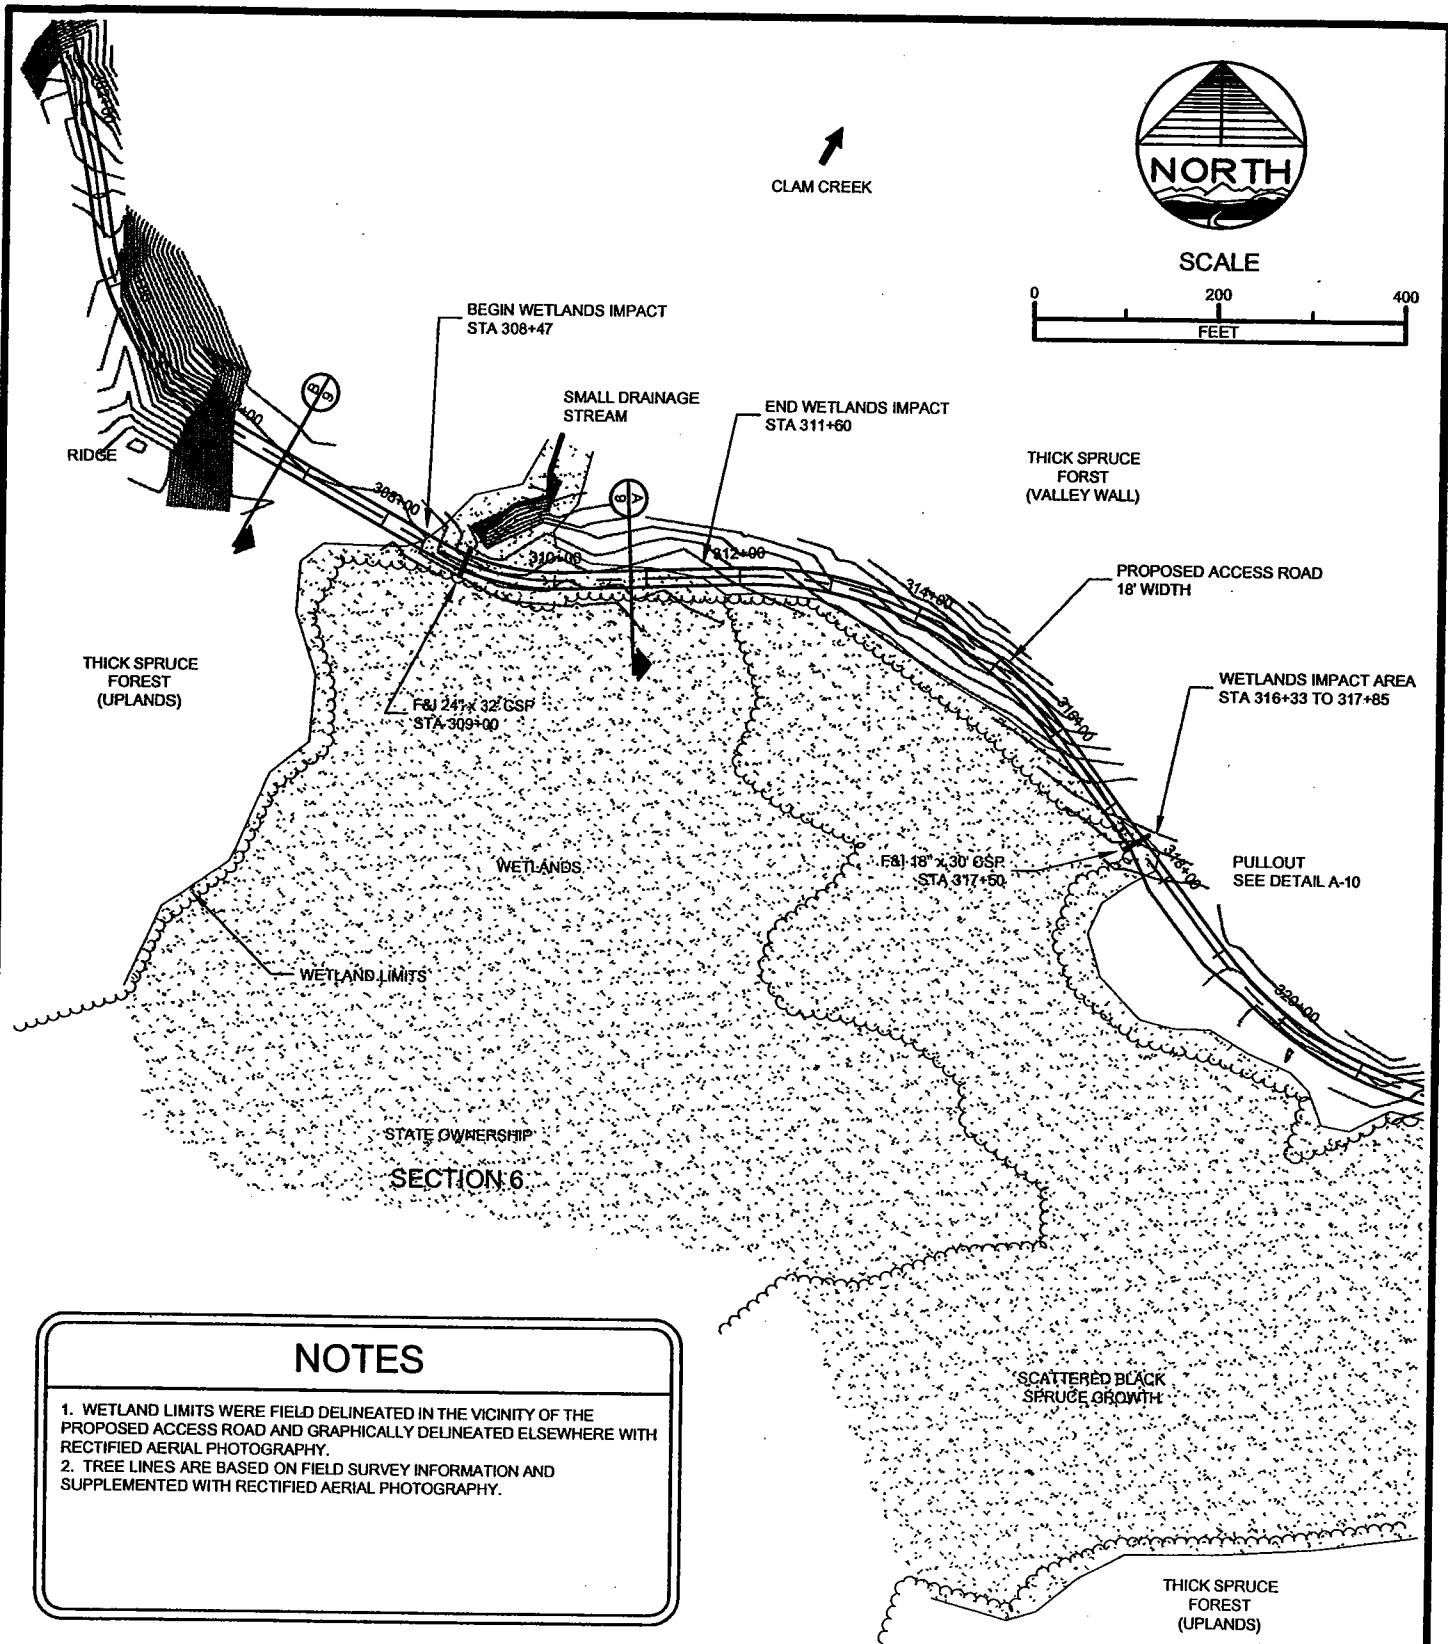 CLAM CREEK
NORTH
SCALE
0 200 400
FEET
BEGIN WETLANDS IMPACT
STA 308+47
SMALL DRAINAGE
STREAM
END WETLANDS IMPACT
STA 311+60
RIDGE
THICK SPRUCE
FORST
(VALLEY WALL)
308+00
310+00
312+00
314+00
316+00
318+00
320+00
B
9
A
9
PROPOSED ACCESS ROAD
18' WIDTH
WETLANDS IMPACT AREA
STA 316+33 TO 317+85
THICK SPRUCE
FOREST
(UPLANDS)
F&I 24" x 32' CSP
STA 309+00
WETLANDS
F&I 18" x 30' CSP
STA 317+50
PULLOUT
SEE DETAIL A-10
WETLAND LIMITS
STATE OWNERSHIP
SECTION 6
NOTES
1. WETLAND LIMITS WERE FIELD DELINEATED IN THE VICINITY OF THE
PROPOSED ACCESS ROAD AND GRAPHICALLY DELINEATED ELSEWHERE WITH
RECTIFIED AERIAL PHOTOGRAPHY.
2. TREE LINES ARE BASED ON FIELD SURVEY INFORMATION AND
SUPPLEMENTED WITH RECTIFIED AERIAL PHOTOGRAPHY.
SCATTERED BLACK
SPRUCE GROWTH
THICK SPRUCE
FOREST
(UPLANDS)